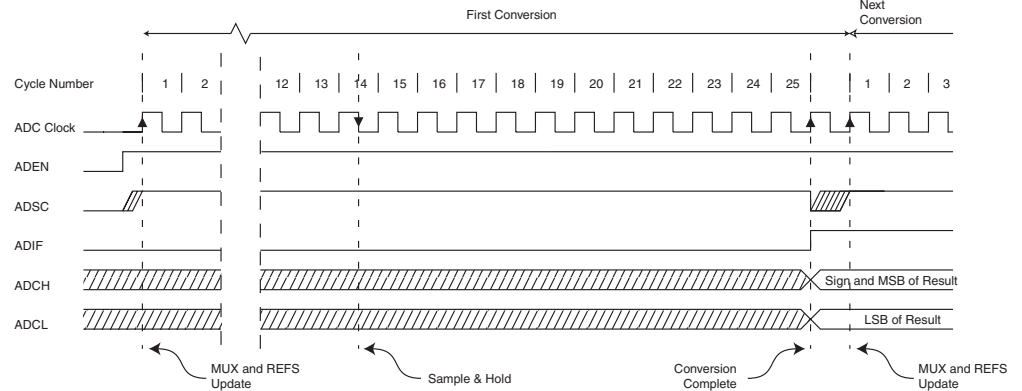 First Conversion
Next
Conversion
Cycle Number 1 2 12 13 14 15 16 17 18 19 20 21 22 23 24 25 1 2 3
ADC Clock
ADEN
ADSC
ADIF
ADCH Sign and MSB of Result
ADCL LSB of Result
MUX and REFS
Update
Sample & Hold
Conversion
Complete
MUX and REFS
Update